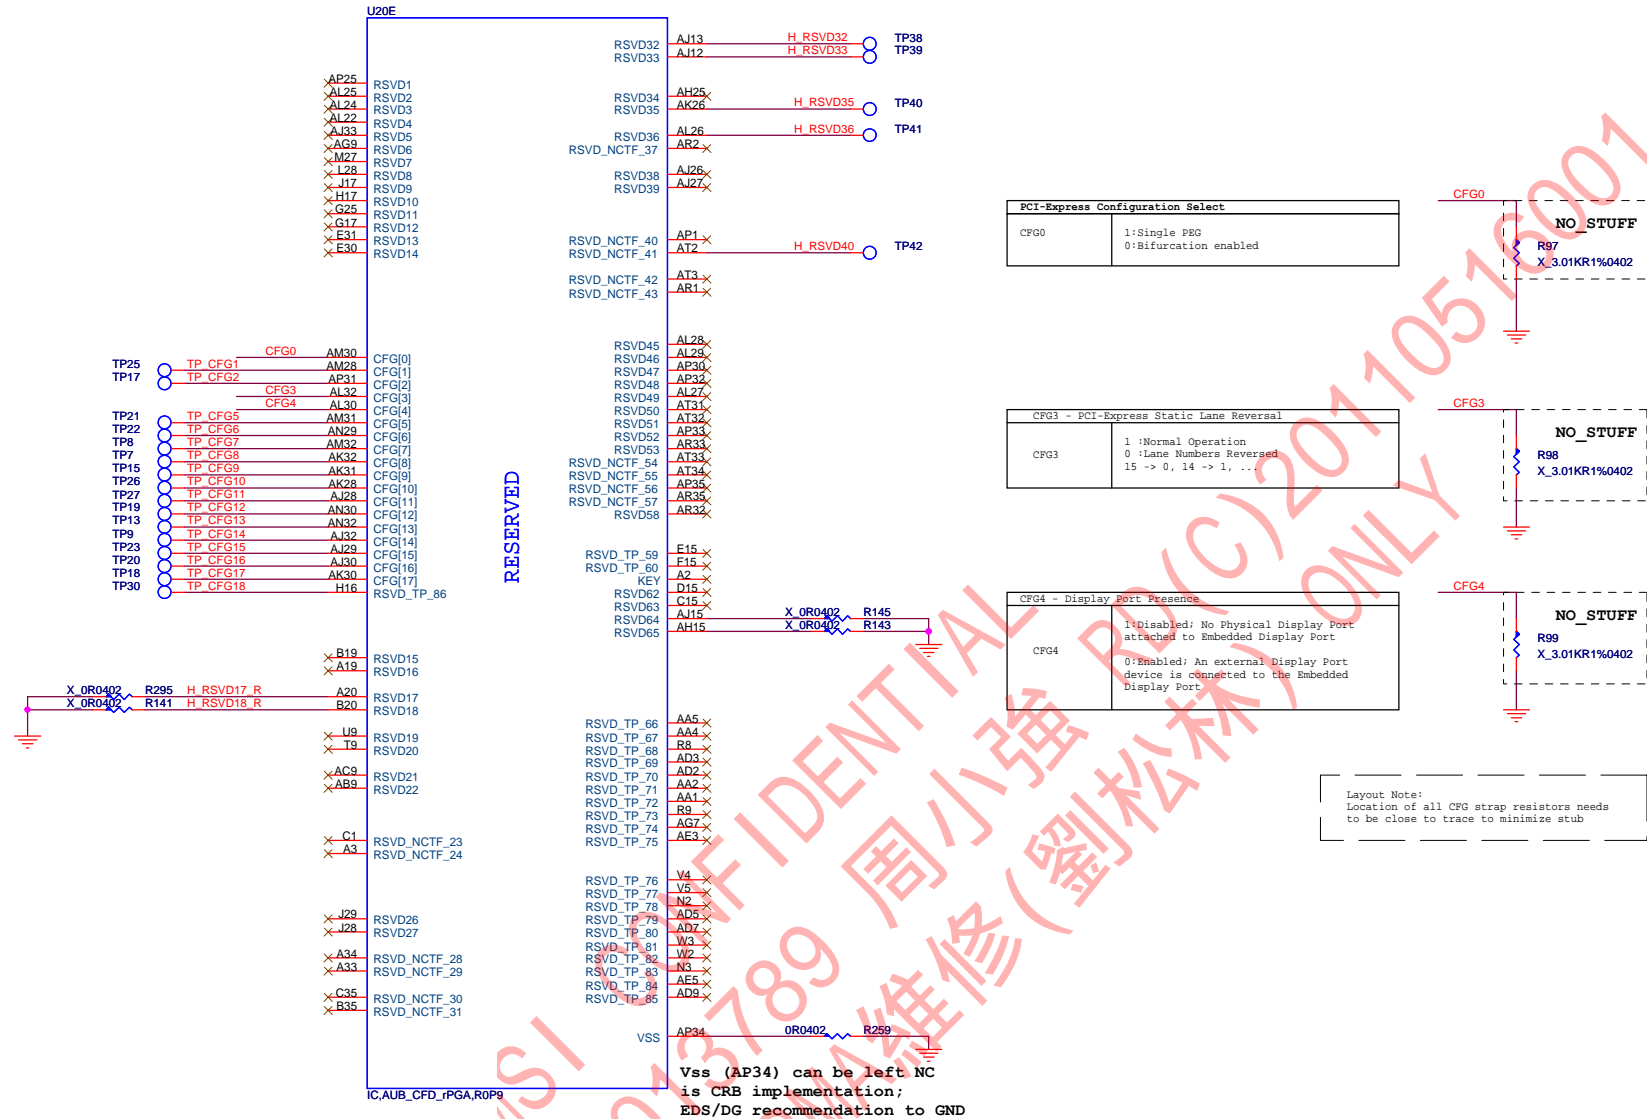 U20E
RSVD32 AJ13 H_RSVD32 TP38
RSVD33 AJ12 H_RSVD33 TP39
AP25 RSVD1
AL25 RSVD2
AL24 RSVD3
AL22 RSVD4
AJ33 RSVD5
AG9 RSVD6
M27 RSVD7
L28 RSVD8
J17 RSVD9
H17 RSVD10
G25 RSVD11
G17 RSVD12
E31 RSVD13
E30 RSVD14
RSVD34 AH25
RSVD35 AK26 H_RSVD35 TP40
RSVD36 AL26 H_RSVD36 TP41
RSVD_NCTF_37 AR2
RSVD38 AJ26
RSVD39 AJ27
RSVD_NCTF_40 AP1
RSVD_NCTF_41 AT2 H_RSVD40 TP42
RSVD_NCTF_42 AT3
RSVD_NCTF_43 AR1
CFG0 AM30 CFG[0]
TP25 TP_CFG1 AM28 CFG[1]
TP17 TP_CFG2 AP31 CFG[2]
CFG3 AL32 CFG[3]
CFG4 AL30 CFG[4]
TP21 TP_CFG5 AM31 CFG[5]
TP22 TP_CFG6 AN29 CFG[6]
TP8 TP_CFG7 AM32 CFG[7]
TP7 TP_CFG8 AK32 CFG[8]
TP15 TP_CFG9 AK31 CFG[9]
TP26 TP_CFG10 AK28 CFG[10]
TP27 TP_CFG11 AJ28 CFG[11]
TP19 TP_CFG12 AN30 CFG[12]
TP13 TP_CFG13 AN32 CFG[13]
TP9 TP_CFG14 AJ32 CFG[14]
TP23 TP_CFG15 AJ29 CFG[15]
TP20 TP_CFG16 AJ30 CFG[16]
TP18 TP_CFG17 AK30 CFG[17]
TP30 TP_CFG18 H16 RSVD_TP_86
RSVD45 AL28
RSVD46 AL29
RSVD47 AP30
RSVD48 AP32
RSVD49 AL27
RSVD50 AT31
RSVD51 AT32
RSVD52 AP33
RSVD53 AR33
RSVD_NCTF_54 AT33
RSVD_NCTF_55 AT34
RSVD_NCTF_56 AP35
RSVD_NCTF_57 AR35
RSVD58 AR32
RESERVED
RSVD_TP_59 E15
RSVD_TP_60 F15
KEY A2
RSVD62 D15
RSVD63 C15
RSVD64 AJ15 X_0R0402 R145
RSVD65 AH15 X_0R0402 R143
B19 RSVD15
A19 RSVD16
X_0R0402 R295 H_RSVD17_R A20 RSVD17
X_0R0402 R141 H_RSVD18_R B20 RSVD18
U9 RSVD19
T9 RSVD20
AC9 RSVD21
AB9 RSVD22
C1 RSVD_NCTF_23
A3 RSVD_NCTF_24
J29 RSVD26
J28 RSVD27
A34 RSVD_NCTF_28
A33 RSVD_NCTF_29
C35 RSVD_NCTF_30
B35 RSVD_NCTF_31
RSVD_TP_66 AA5
RSVD_TP_67 AA4
RSVD_TP_68 R8
RSVD_TP_69 AD3
RSVD_TP_70 AD2
RSVD_TP_71 AA2
RSVD_TP_72 AA1
RSVD_TP_73 R9
RSVD_TP_74 AG7
RSVD_TP_75 AE3
RSVD_TP_76 V4
RSVD_TP_77 V5
RSVD_TP_78 N2
RSVD_TP_79 AD5
RSVD_TP_80 AD7
RSVD_TP_81 W3
RSVD_TP_82 W2
RSVD_TP_83 N3
RSVD_TP_84 AE5
RSVD_TP_85 AD9
VSS AP34 0R0402 R259
IC,AUB_CFD_rPGA,R0P9
Vss (AP34) can be left NC
is CRB implementation;
EDS/DG recommendation to GND
PCI-Express Configuration Select
CFG0
1:Single PEG
0:Bifurcation enabled
CFG0
NO_STUFF
R97
X_3.01KR1%0402
CFG3 - PCI-Express Static Lane Reversal
CFG3
1 :Normal Operation
0 :Lane Numbers Reversed
15 -> 0, 14 -> 1, ...
CFG3
NO_STUFF
R98
X_3.01KR1%0402
CFG4 - Display Port Presence
CFG4
1:Disabled; No Physical Display Port
attached to Embedded Display Port
0:Enabled; An external Display Port
device is connected to the Embedded
Display Port
CFG4
NO_STUFF
R99
X_3.01KR1%0402
Layout Note:
Location of all CFG strap resistors needs
to be close to trace to minimize stub
MSI CONFIDENTIAL RD(C)20110516001
013789 周小強
MA維修(劉松林) ONLY